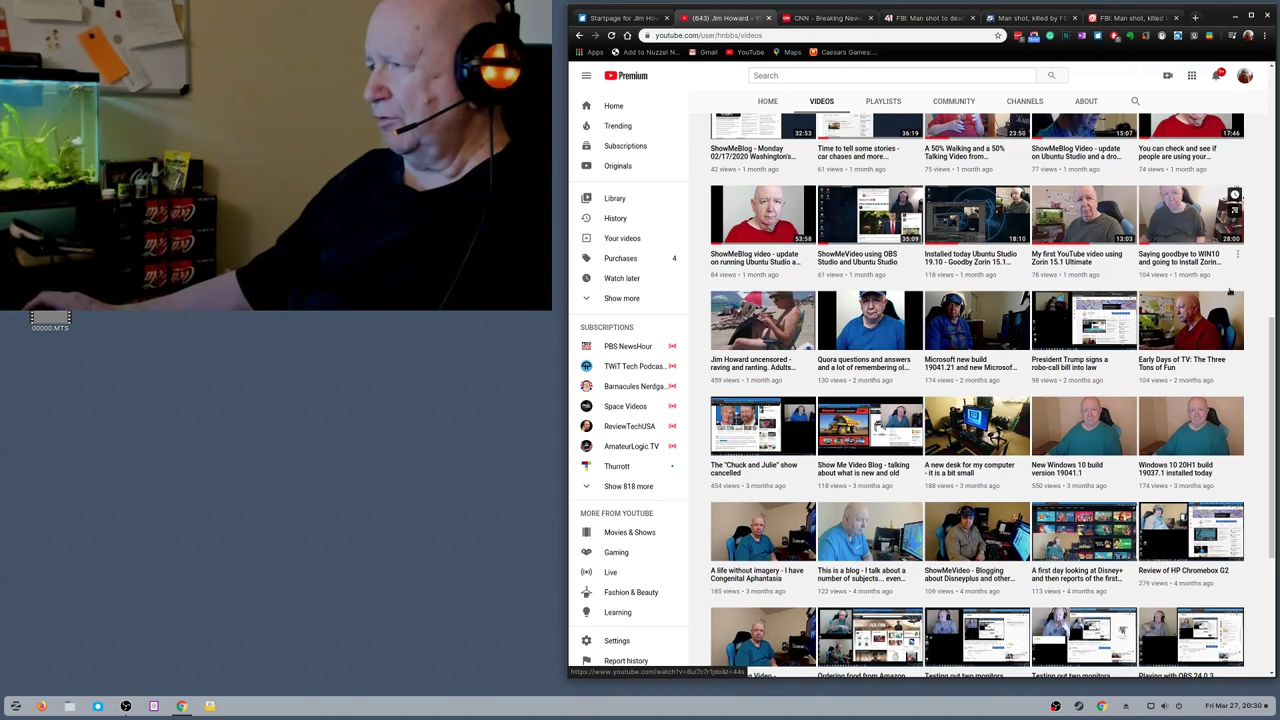 Startpage for Jim How
(643) Jim Howard - Y
CNN - Breaking News
FBI: Man shot to dea
Man shot, killed by F
FBI: Man shot, killed
youtube.com/user/hnbbs/videos
Apps
Add to Nuzzel N...
Gmail
YouTube
Maps
Caesars Games:...
Premium
Search
9+
HOME
VIDEOS
PLAYLISTS
COMMUNITY
CHANNELS
ABOUT
Home
Trending
Subscriptions
Originals
Library
History
Your videos
Purchases 4
Watch later
Show more
SUBSCRIPTIONS
PBS NewsHour
TWiT Tech Podcas...
Barnacules Nerdga...
Space Videos
ReviewTechUSA
AmateurLogic.TV
Thurrott
Show 818 more
MORE FROM YOUTUBE
Movies & Shows
Gaming
Live
Fashion & Beauty
Learning
Settings
Report history
32:53
36:19
23:50
15:07
17:46
ShowMeBlog - Monday
02/17/2020 Washington's...
42 views • 1 month ago
Time to tell some stories -
car chases and more...
61 views • 1 month ago
A 50% Walking and a 50%
Talking Video from...
75 views • 1 month ago
ShowMeBlog Video - update
on Ubuntu Studio and a dro...
77 views • 1 month ago
You can check and see if
people are using your...
74 views • 1 month ago
53:58
35:09
18:10
13:03
28:00
ShowMeBlog video - update
on running Ubuntu Studio a...
84 views • 1 month ago
ShowMeVideo using OBS
Studio and Ubuntu Studio
61 views • 1 month ago
Installed today Ubuntu Studio
19.10 - Goodby Zorin 15.1...
118 views • 1 month ago
My first YouTube video using
Zorin 15.1 Ultimate
78 views • 1 month ago
Saying goodbye to WIN10
and going to install Zorin...
104 views • 1 month ago
Jim Howard uncensored -
raving and ranting. Adults...
459 views • 1 month ago
Quora questions and answers
and a lot of remembering ol...
130 views • 2 months ago
Microsoft new build
19041.21 and new Microsof...
174 views • 2 months ago
President Trump signs a
robo-call bill into law
98 views • 2 months ago
Early Days of TV: The Three
Tons of Fun
104 views • 2 months ago
The "Chuck and Julie" show
cancelled
454 views • 3 months ago
Show Me Video Blog - talking
about what is new and old
118 views • 3 months ago
A new desk for my computer
- it is a bit small
188 views • 3 months ago
New Windows 10 build
version 19041.1
550 views • 3 months ago
Windows 10 20H1 build
19037.1 installed today
174 views • 3 months ago
A life without imagery - I have
Congenital Aphantasia
185 views • 3 months ago
This is a blog - I talk about a
number of subjects... even...
122 views • 4 months ago
ShowMeVideo - Blogging
about Disneyplus and other...
109 views • 4 months ago
A first day looking at Disney+
and then reports of the first...
113 views • 4 months ago
Review of HP Chromebox G2
279 views • 4 months ago
Ordering food from Amazon
Testing out two monitors
Testing out two monitors
Playing with OBS 24.0.3
00000.MTS
Fri Mar 27, 20:30